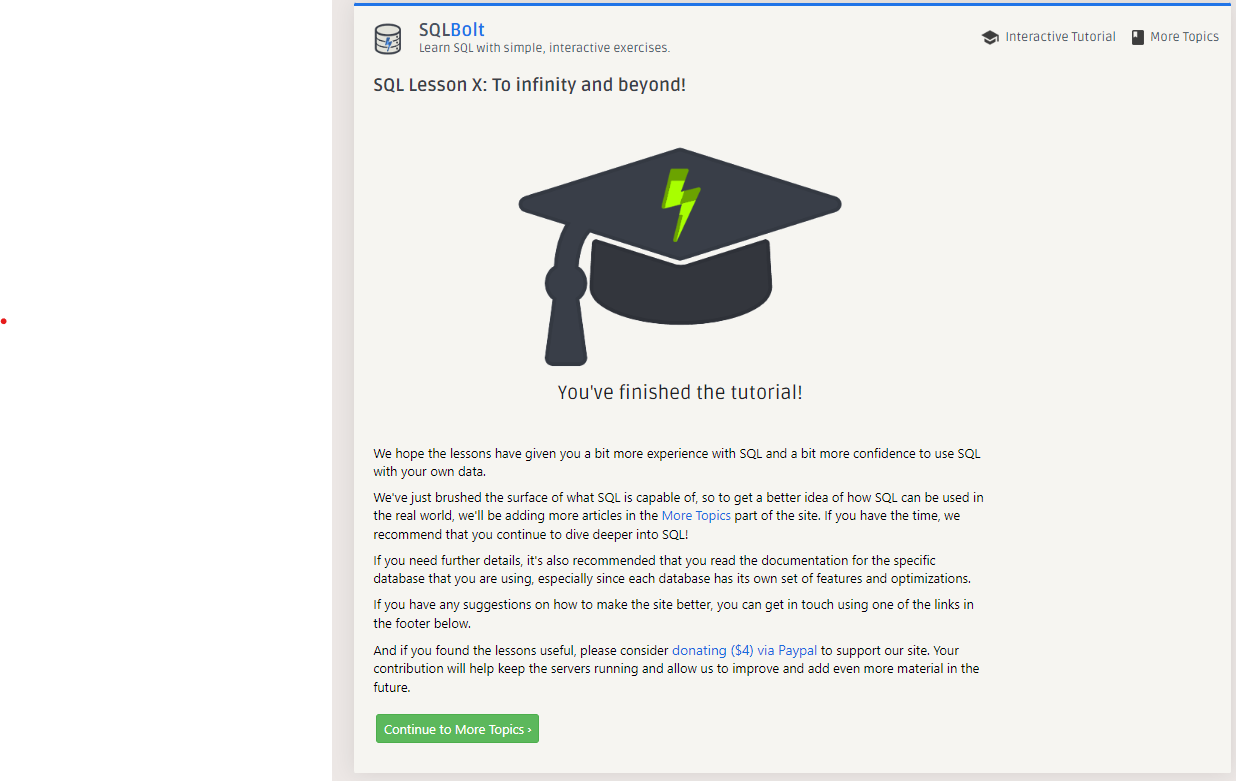 SQLBolt
Learn SQL with simple, interactive exercises.
Interactive Tutorial
More Topics
SQL Lesson X: To infinity and beyond!
You've finished the tutorial!
We hope the lessons have given you a bit more experience with SQL and a bit more confidence to use SQL
with your own data.
We've just brushed the surface of what SQL is capable of, so to get a better idea of how SQL can be used in
the real world, we'll be adding more articles in the More Topics part of the site. If you have the time, we
recommend that you continue to dive deeper into SQL!
If you need further details, it's also recommended that you read the documentation for the specific
database that you are using, especially since each database has its own set of features and optimizations.
If you have any suggestions on how to make the site better, you can get in touch using one of the links in
the footer below.
And if you found the lessons useful, please consider donating ($4) via Paypal to support our site. Your
contribution will help keep the servers running and allow us to improve and add even more material in the
future.
Continue to More Topics ›